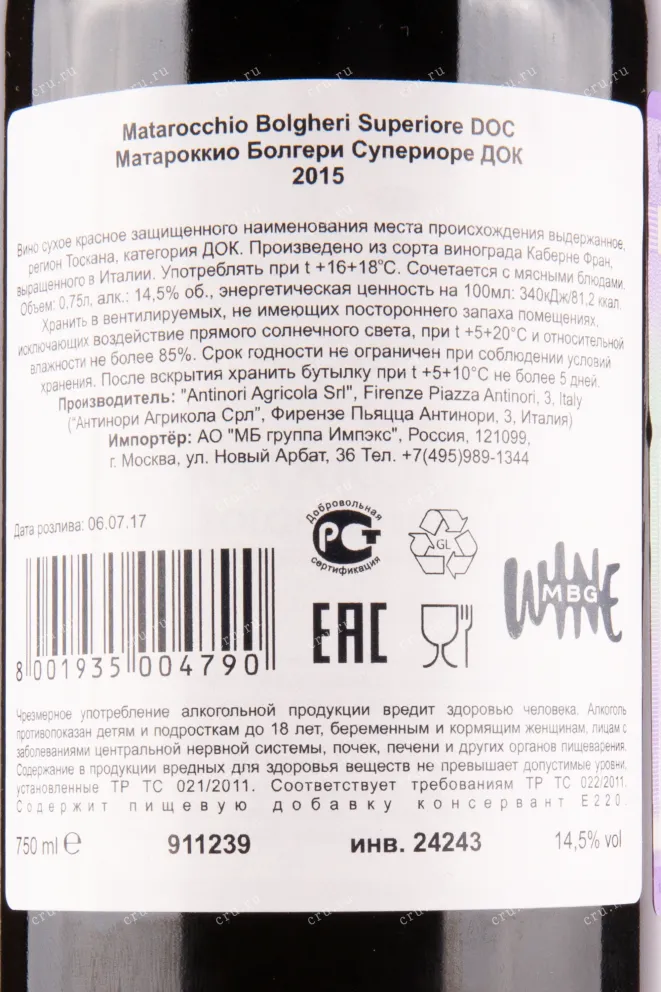 Matarocchio Bolgheri Superiore DOC
Матароккио Болгери Супериоре ДОК
2015
Вино сухое красное защищенного наименования места происхождения выдержанное,
регион Тоскана, категория ДОК. Произведено из сорта винограда Каберне Фран,
выращенного в Италии. Употреблять при t +16+18°С. Сочетается с мясными блюдами.
Объем: 0.75л, алк.: 14,5% об., энергетическая ценность на 100мл: 340кДж/81,2 ккал.
Хранить в вентилируемых, не имеющих постороннего запаха помещениях,
исключающих воздействие прямого солнечного света, при t +5+20°С и относительной
влажности не более 85%. Срок годности не ограничен при соблюдении условий
хранения. После вскрытия хранить бутылку при t +5+10°С не более 5 дней.
Производитель: "Antinori Agricola Srl", Firenze Piazza Antinori, 3, Italy
("Антинори Агрикола Срл", Фирензе Пьяцца Антинори, 3, Италия)
Импортёр: АО "МБ группа Импэкс", Россия, 121099,
г. Москва, ул. Новый Арбат, 36 Тел. +7(495)989-1344
Дата розлива: 06.07.17
Добровольная
РСТ
сертификация
GL
WINE
MBG
EAC
8 001935 004790
Чрезмерное употребление алкогольной продукции вредит здоровью человека. Алкоголь
противопоказан детям и подросткам до 18 лет, беременным и кормящим женщинам, лицам с
заболеваниями центральной нервной системы, почек, печени и других органов пищеварения.
Содержание в продукции вредных для здоровья веществ не превышает допустимые уровни,
установленные ТР ТС 021/2011. Соответствует требованиям ТР ТС 022/2011.
Содержит пищевую добавку консервант Е220.
750 ml e 911239 инв. 24243 14,5% vol
cru.ru